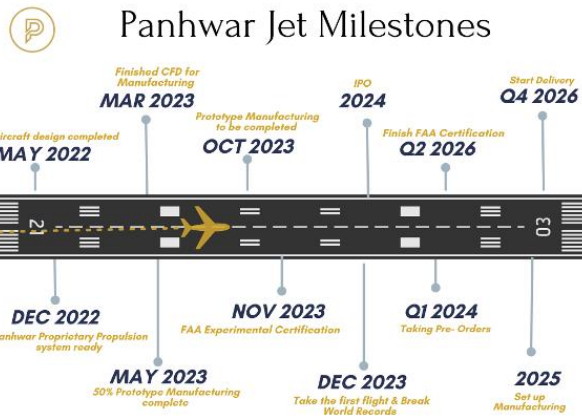 Panhwar Jet Milestones
Finished CFD for
Manufacturing
MAR 2023
IPO
2024
Start Delivery
Q4 2026
Prototype Manufacturing
to be completed
OCT 2023
ircraft design completed
MAY 2022
Finish FAA Certification
Q2 2026
21
03
DEC 2022
anhwar Proprietary Propulsion
system ready
NOV 2023
FAA Experimental Certification
Q1 2024
Taking Pre- Orders
MAY 2023
50% Prototype Manufacturing
complete
DEC 2023
Take the first flight & Break
World Records
2025
Set up
Manufacturing